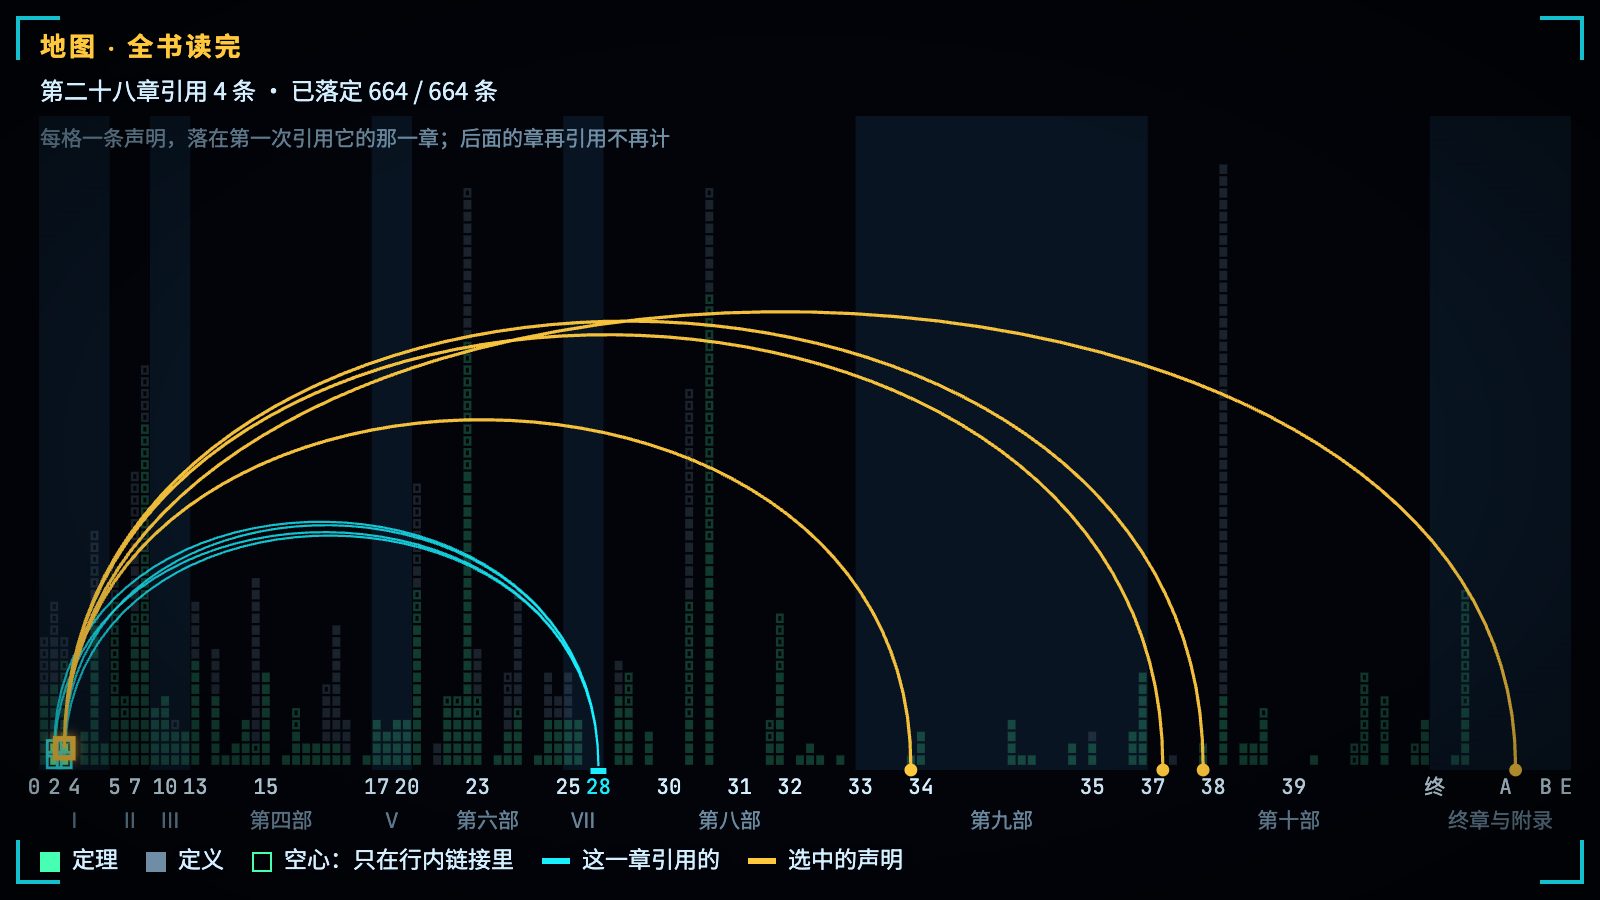 地图 · 全书读完
第二十八章引用 4 条 · 已落定 664 / 664 条
每格一条声明，落在第一次引用它的那一章；后面的章再引用不再计
0 2 4 5 7 10 13 15 17 20 23 25 28 30 31 32 33 34 35 37 38 39 终 A B E
I II III 第四部 V 第六部 VII 第八部 第九部 第十部 终章与附录
定理 定义 空心：只在行内链接里 这一章引用的 选中的声明